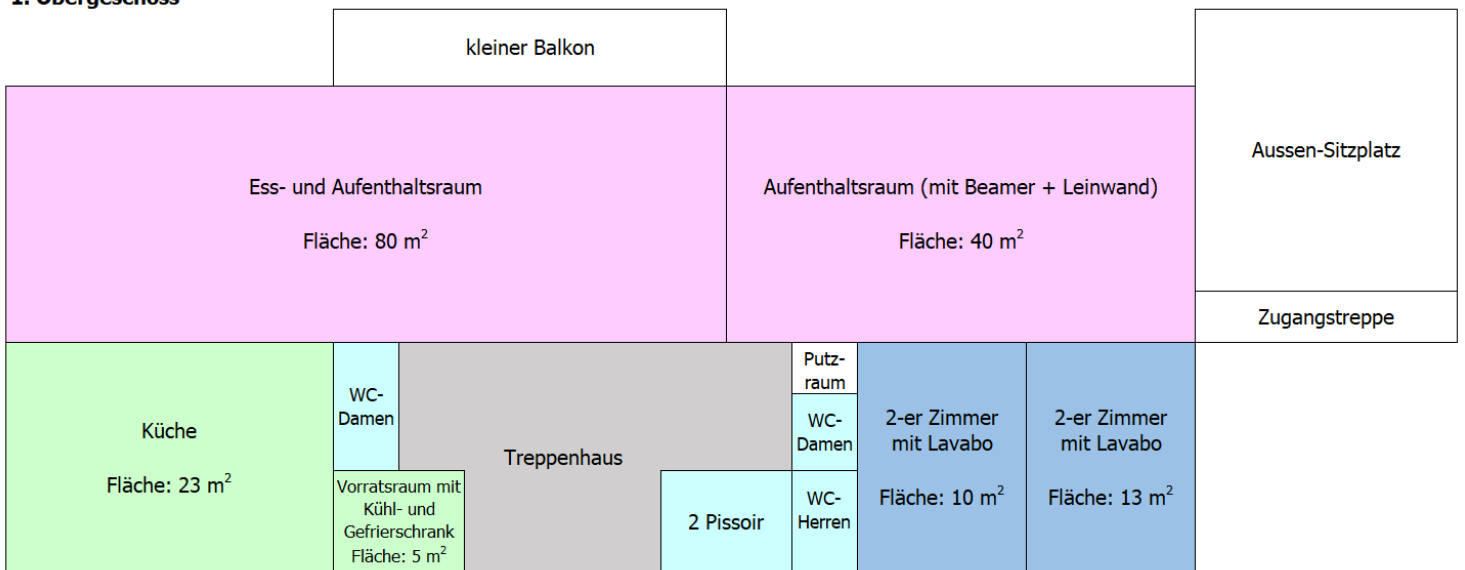 1. Obergeschoss
kleiner Balkon
Ess- und Aufenthaltsraum
Fläche: 80 m²
Aufenthaltsraum (mit Beamer + Leinwand)
Fläche: 40 m²
Aussen-Sitzplatz
Zugangstreppe
Küche
Fläche: 23 m²
WC-
Damen
Vorratsraum mit
Kühl- und
Gefrierschrank
Fläche: 5 m²
Treppenhaus
2 Pissoir
Putz-
raum
WC-
Damen
WC-
Herren
2-er Zimmer
mit Lavabo
Fläche: 10 m²
2-er Zimmer
mit Lavabo
Fläche: 13 m²